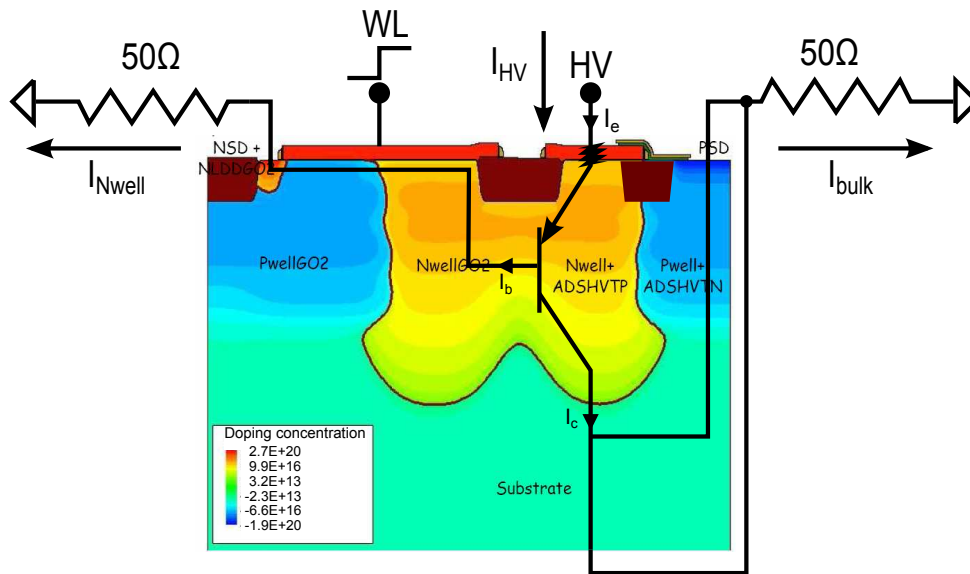 WL
50Ω
I_HV
HV
50Ω
I_e
NSD +
NLDDGO2
PSD
I_Nwell
I_bulk
PwellGO2
NwellGO2
Nwell+
ADSHVTP
Pwell+
ADSHVTN
I_b
I_c
Doping concentration
2.7E+20
9.9E+16
3.2E+13
-2.3E+13
-6.6E+16
-1.9E+20
Substrate